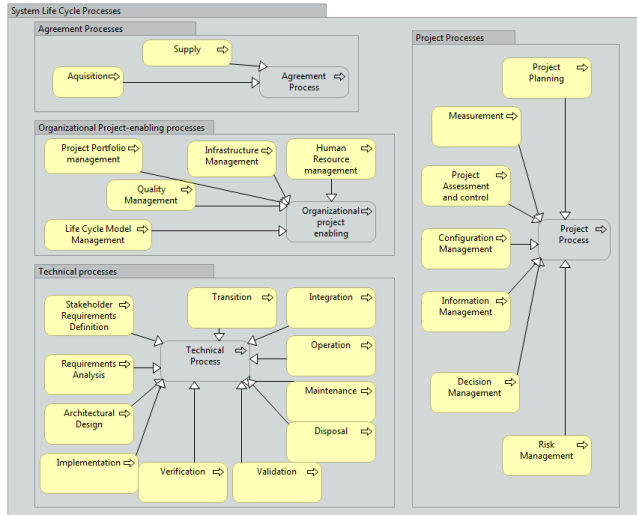 System Life Cycle Processes
Agreement Processes
Supply
Aquisition
Agreement
Process
Organizational Project-enabling processes
Project Portfolio
management
Infrastructure
Management
Human
Resource
management
Quality
Management
Life Cycle Model
Management
Organizational
project
enabling
Technical processes
Stakeholder
Requirements
Definition
Transition
Integration
Technical
Process
Operation
Requirements
Analysis
Maintenance
Architectural
Design
Disposal
Implementation
Verification
Validation
Project Processes
Project
Planning
Measurement
Project
Assessment
and control
Configuration
Management
Project
Process
Information
Management
Decision
Management
Risk
Management